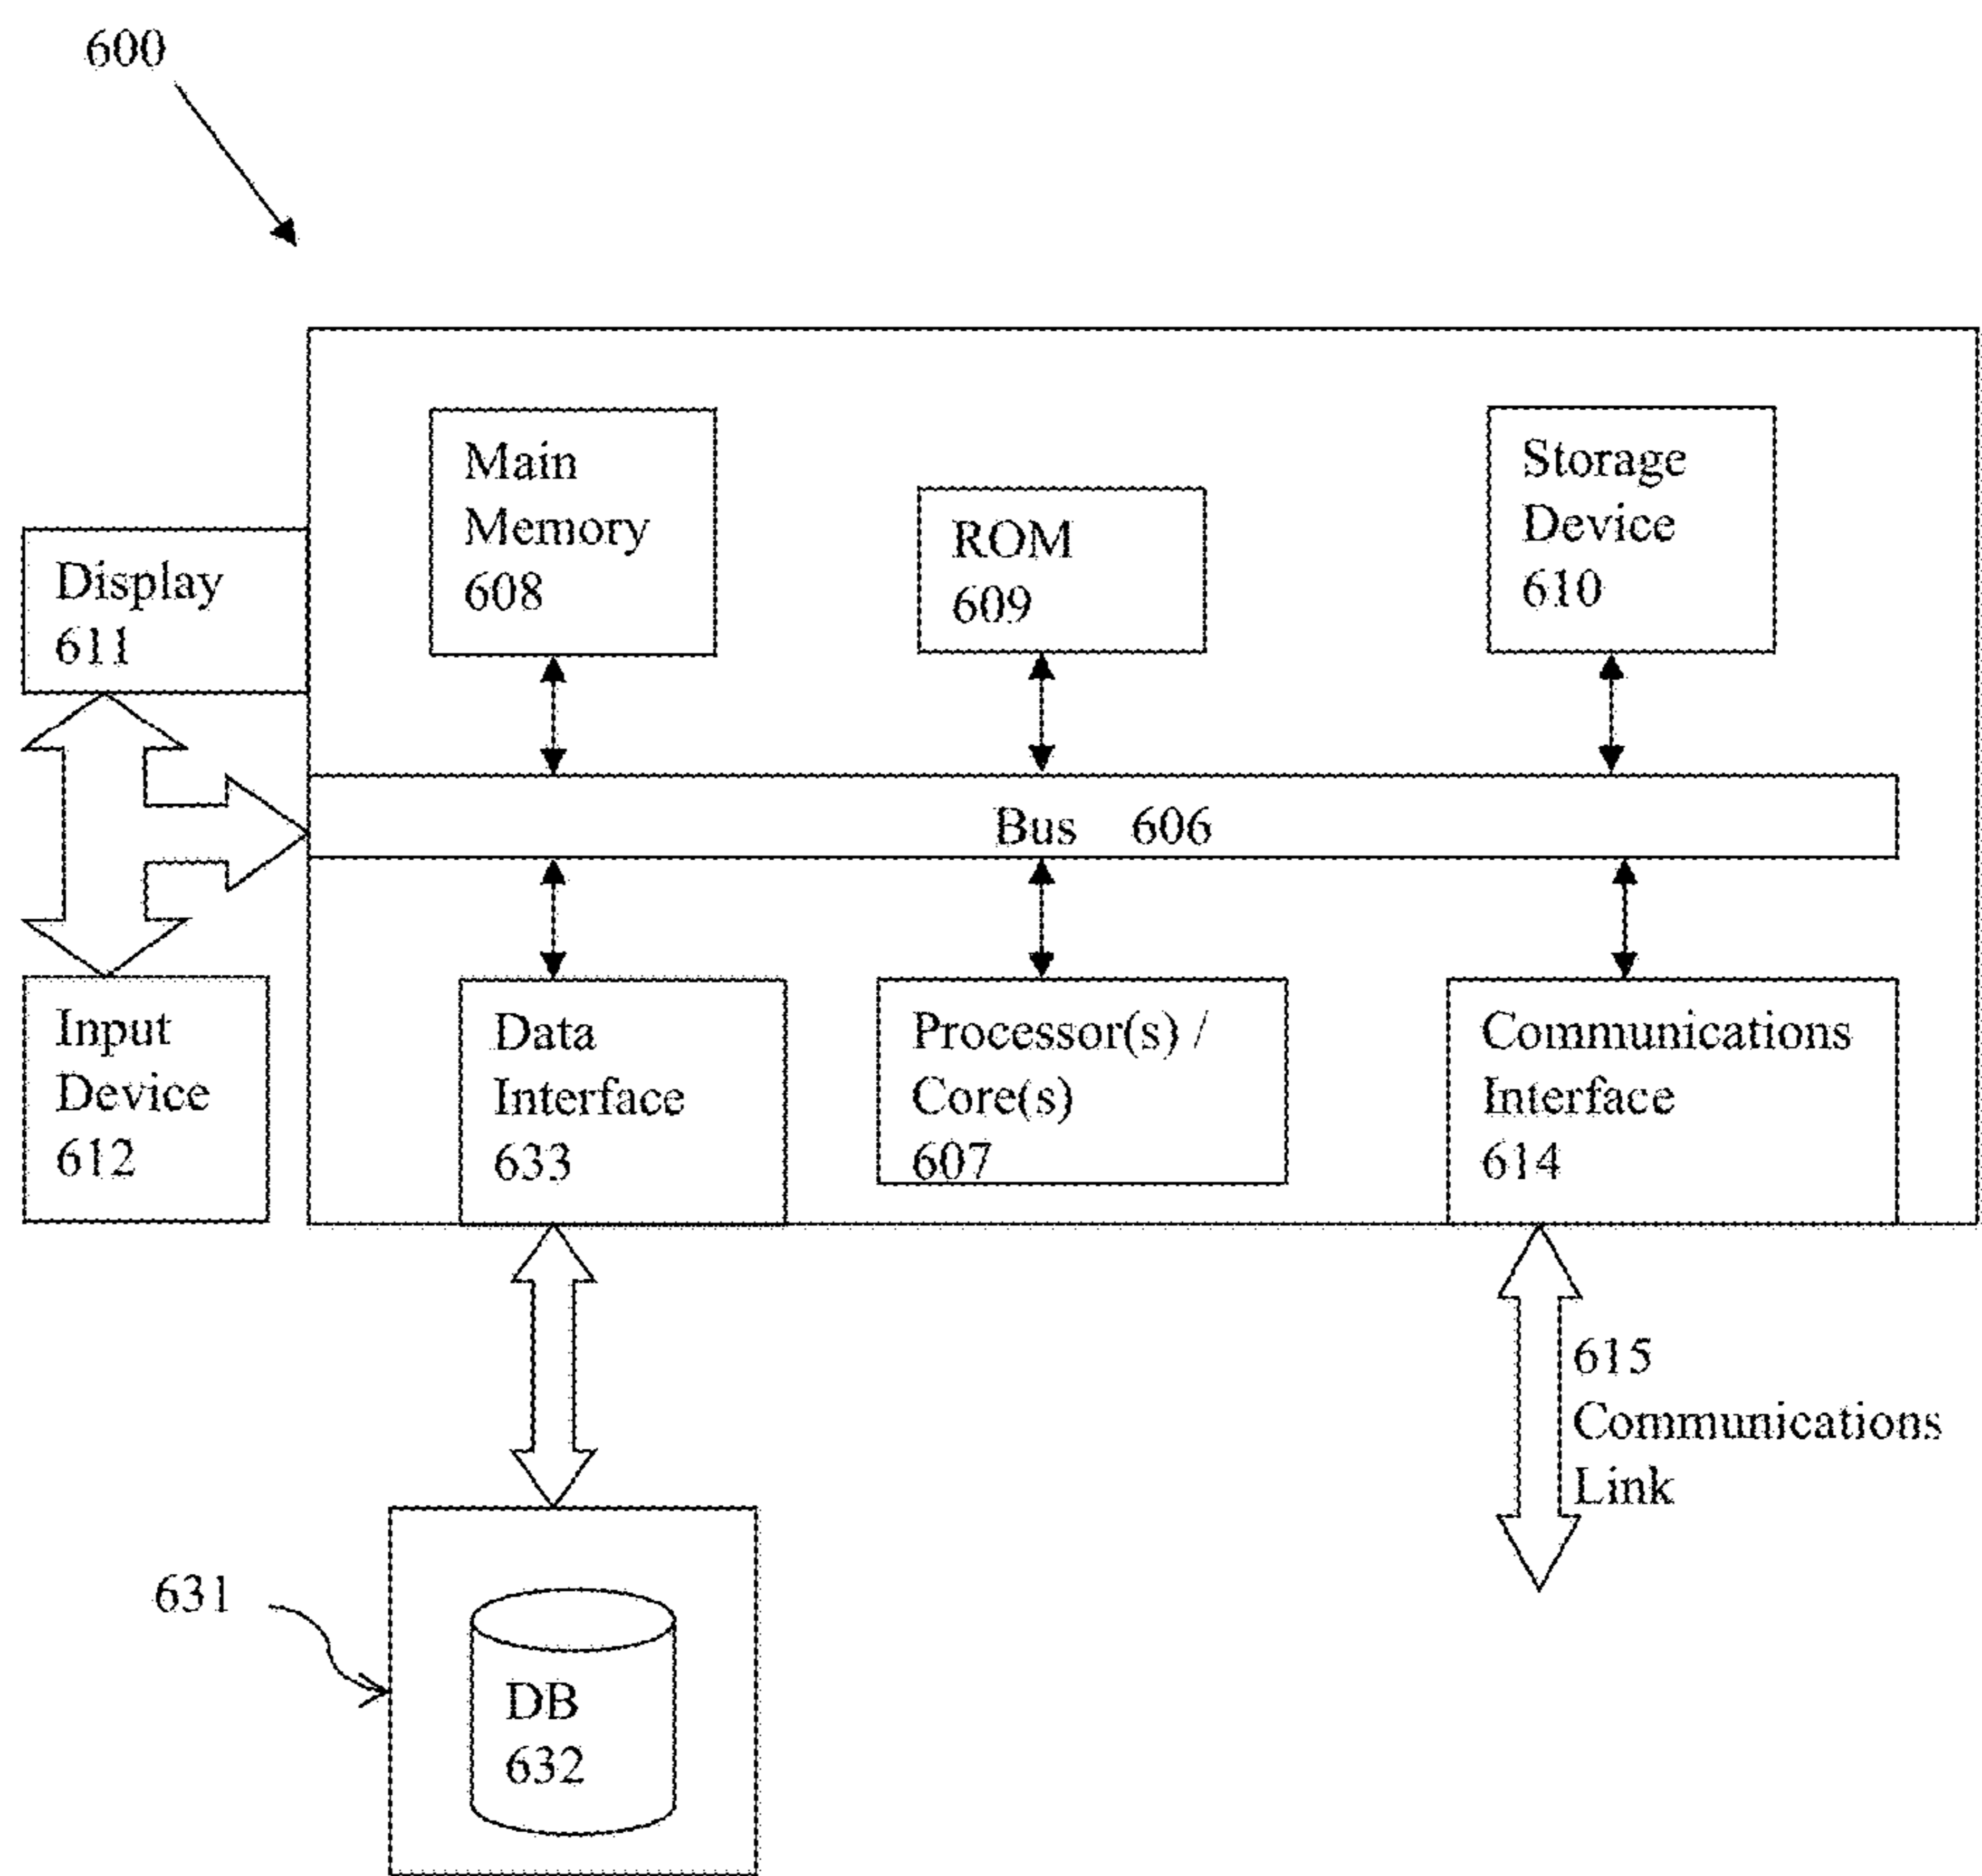 600
Main
Memory
608
ROM
609
Storage
Device
610
Display
611
Bus 606
Input
Device
612
Data
Interface
633
Processor(s) /
Core(s)
607
Communications
Interface
614
615
Communications
Link
631
DB
632